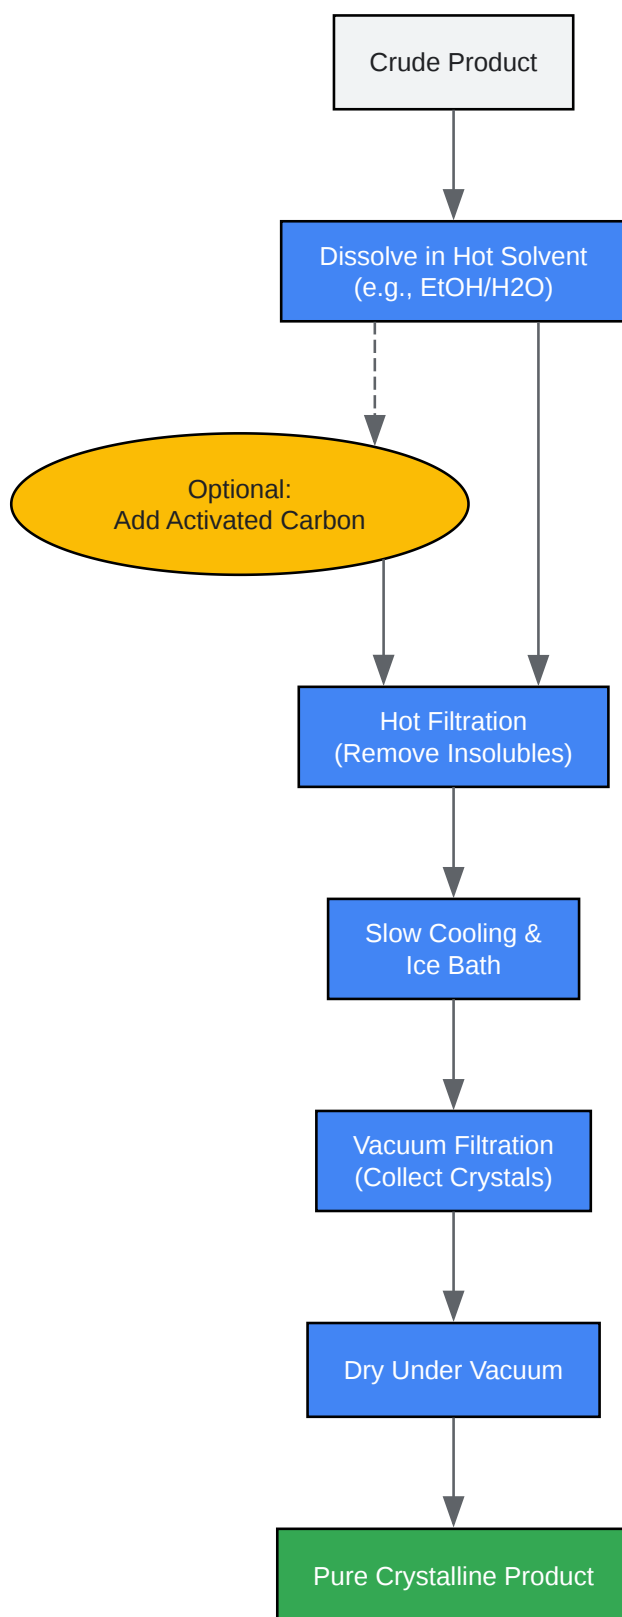 Crude Product
Dissolve in Hot Solvent
(e.g., EtOH/H2O)
Optional:
Add Activated Carbon
Hot Filtration
(Remove Insolubles)
Slow Cooling &
Ice Bath
Vacuum Filtration
(Collect Crystals)
Dry Under Vacuum
Pure Crystalline Product